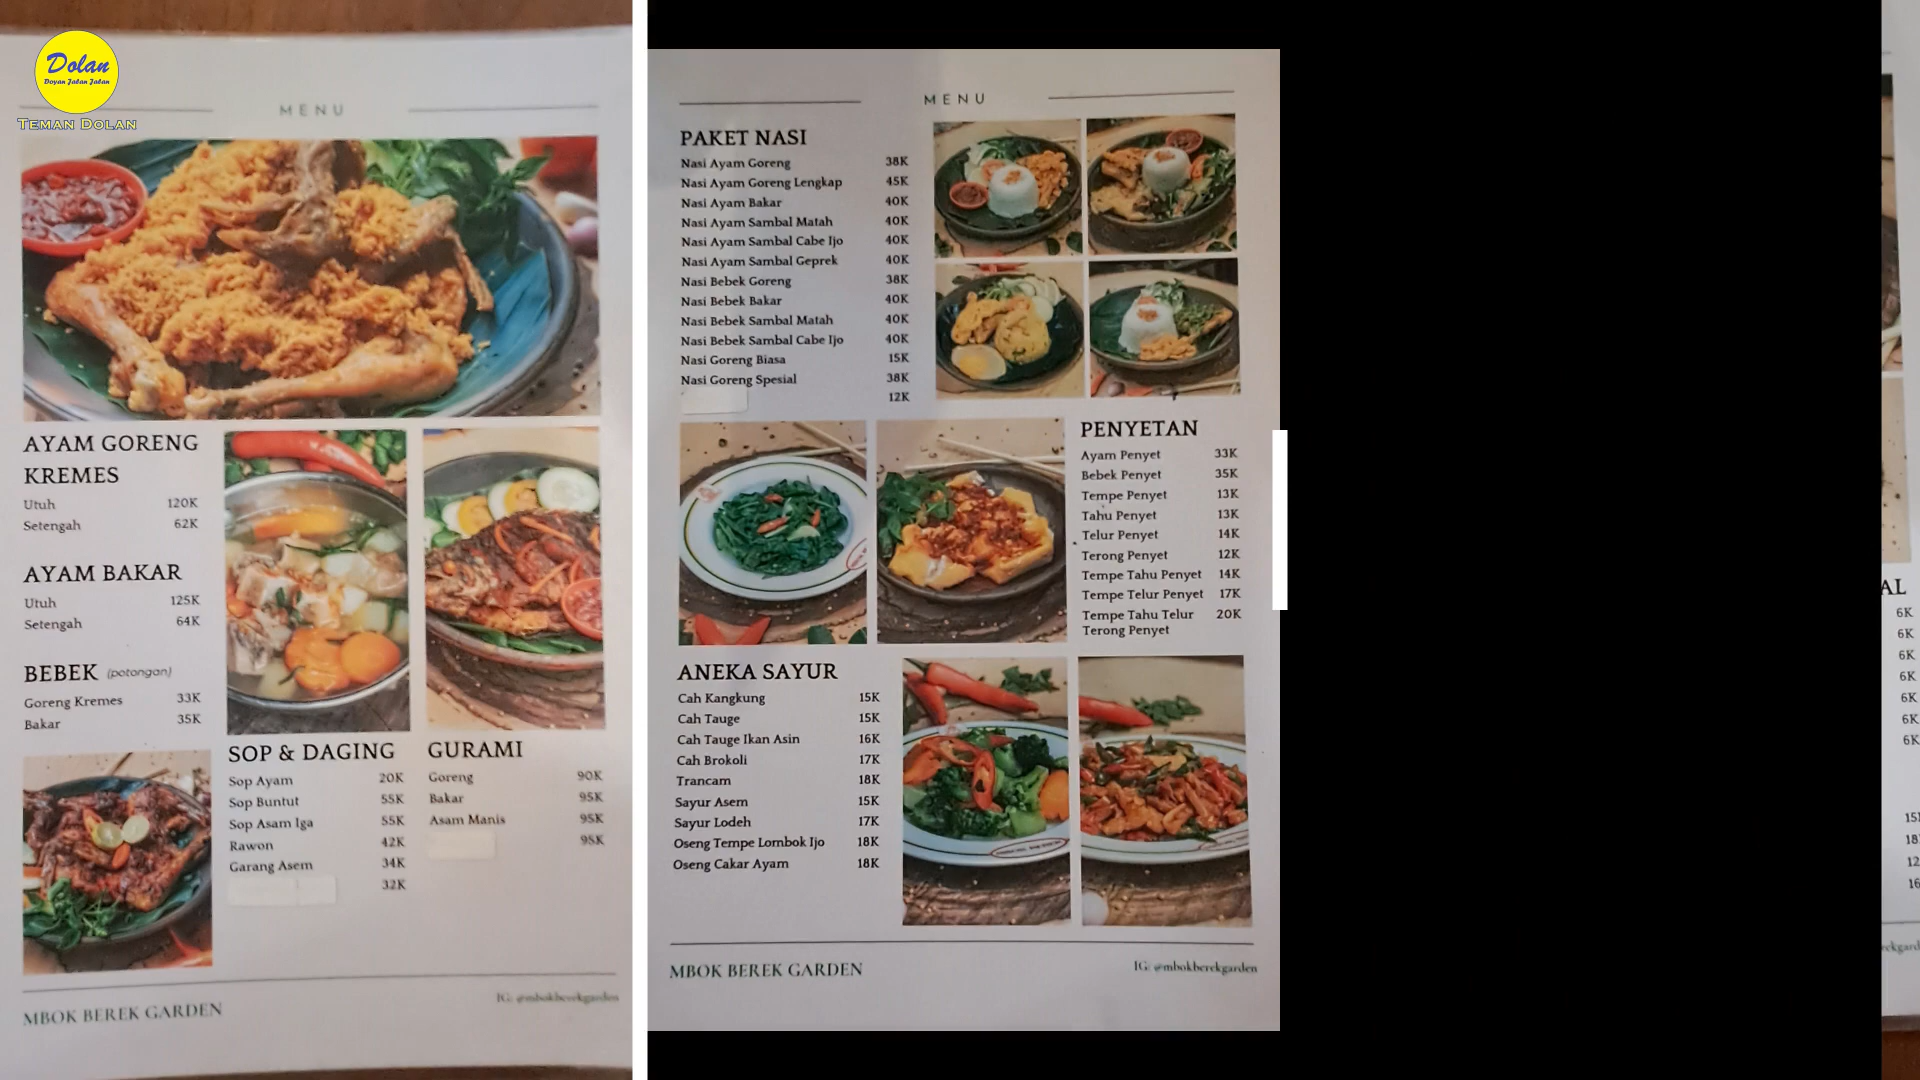 Dolan
Doyan Jalan Jalan
TEMAN DOLAN
MENU
AYAM GORENG
KREMES
Utuh 120K
Setengah 62K
AYAM BAKAR
Utuh 125K
Setengah 64K
BEBEK (potongan)
Goreng Kremes 33K
Bakar 35K
SOP & DAGING
Sop Ayam 20K
Sop Buntut 55K
Sop Asam Iga 55K
Rawon 42K
Garang Asem 34K
32K
GURAMI
Goreng 90K
Bakar 95K
Asam Manis 95K
95K
MBOK BEREK GARDEN
IG: @mbokberekgarden
MENU
PAKET NASI
Nasi Ayam Goreng 38K
Nasi Ayam Goreng Lengkap 45K
Nasi Ayam Bakar 40K
Nasi Ayam Sambal Matah 40K
Nasi Ayam Sambal Cabe Ijo 40K
Nasi Ayam Sambal Geprek 40K
Nasi Bebek Goreng 38K
Nasi Bebek Bakar 40K
Nasi Bebek Sambal Matah 40K
Nasi Bebek Sambal Cabe Ijo 40K
Nasi Goreng Biasa 15K
Nasi Goreng Spesial 38K
12K
PENYETAN
Ayam Penyet 33K
Bebek Penyet 35K
Tempe Penyet 13K
Tahu Penyet 13K
Telur Penyet 14K
Terong Penyet 12K
Tempe Tahu Penyet 14K
Tempe Telur Penyet 17K
Tempe Tahu Telur 20K
Terong Penyet
ANEKA SAYUR
Cah Kangkung 15K
Cah Tauge 15K
Cah Tauge Ikan Asin 16K
Cah Brokoli 17K
Trancam 18K
Sayur Asem 15K
Sayur Lodeh 17K
Oseng Tempe Lombok Ijo 18K
Oseng Cakar Ayam 18K
MBOK BEREK GARDEN
IG: @mbokberekgarden
AL
6K
6K
6K
6K
6K
6K
6K
15
18
12
16